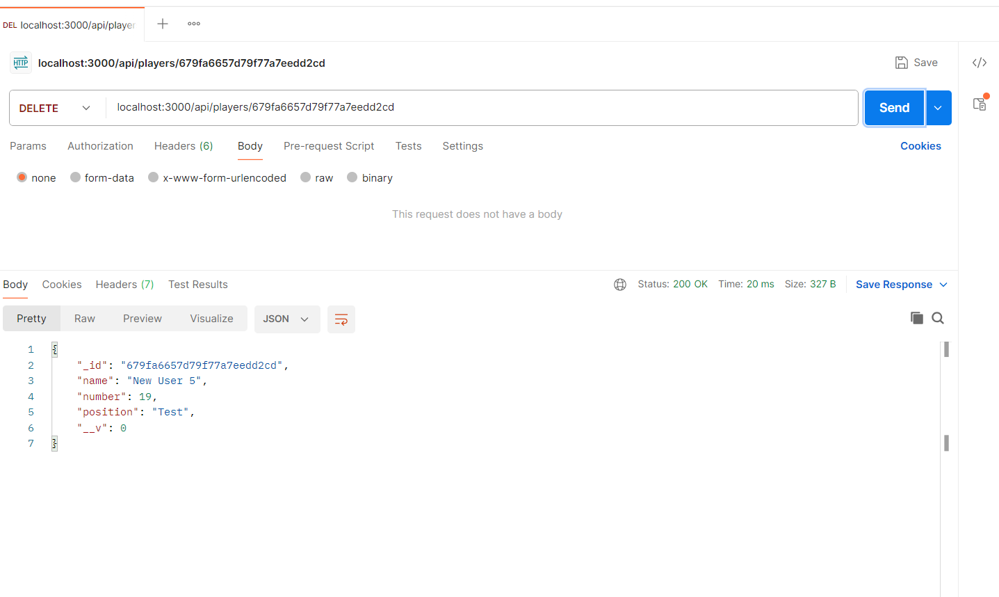 DEL localhost:3000/api/player
HTTP localhost:3000/api/players/679fa6657d79f77a7eedd2cd
Save
DELETE
localhost:3000/api/players/679fa6657d79f77a7eedd2cd
Send
Params Authorization Headers (6) Body Pre-request Script Tests Settings Cookies
none form-data x-www-form-urlencoded raw binary
This request does not have a body
Body Cookies Headers (7) Test Results Status: 200 OK Time: 20 ms Size: 327 B Save Response
Pretty Raw Preview Visualize JSON
1 {
2 "_id": "679fa6657d79f77a7eedd2cd",
3 "name": "New User 5",
4 "number": 19,
5 "position": "Test",
6 "__v": 0
7 }